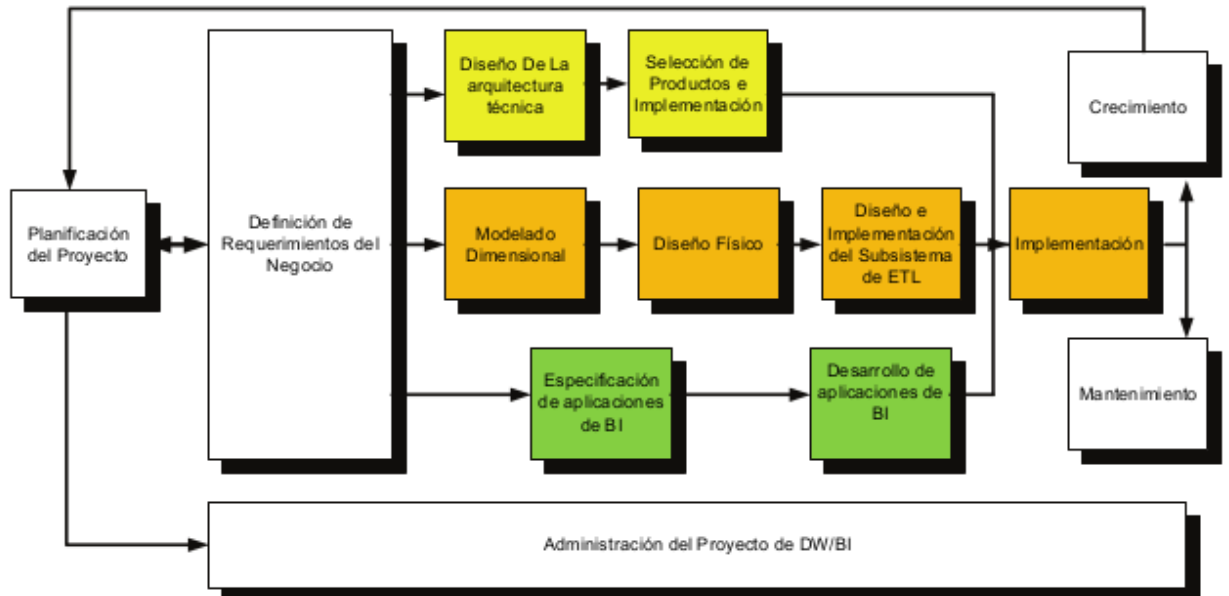 Diseño De La
arquitectura
técnica
Selección de
Productos e
Implementación
Crecimiento
Planificación
del Proyecto
Definición de
Requerimientos del
Negocio
Modelado
Dimensional
Diseño Físico
Diseño e
Implementación
del Subsistema
de ETL
Implementación
Especificación
de aplicaciones
de BI
Desarrollo de
aplicaciones de
BI
Mantenimiento
Administración del Proyecto de DW/BI